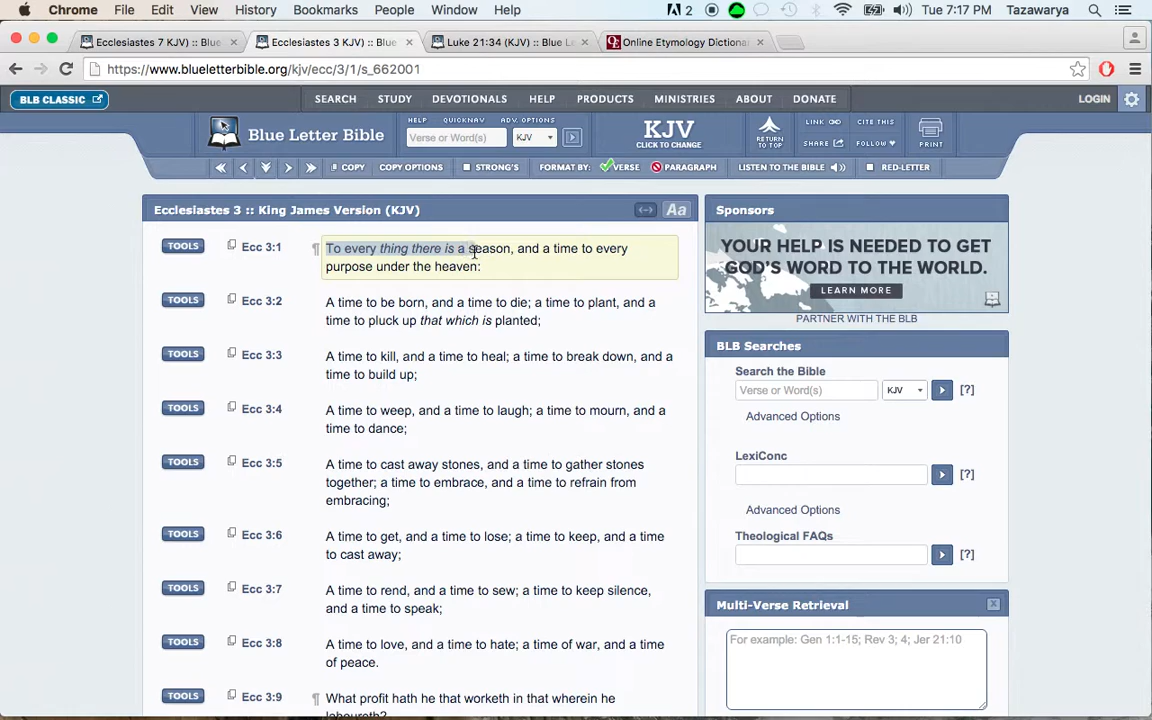 Chrome File Edit View History Bookmarks People Window Help 2 Tue 7:17 PM Tazawarya
Ecclesiastes 7 KJV) :: Blue
Ecclesiastes 3 KJV) :: Blue
Luke 21:34 (KJV) :: Blue L
Online Etymology Dictionar
https://www.blueletterbible.org/kjv/ecc/3/1/s_662001
BLB CLASSIC
SEARCH STUDY DEVOTIONALS HELP PRODUCTS MINISTRIES ABOUT DONATE LOGIN
Blue Letter Bible
HELP QUICKNAV ADV. OPTIONS
Verse or Word(s) KJV
KJV
CLICK TO CHANGE
RETURN
TO TOP
LINK CITE THIS
SHARE FOLLOW
PRINT
COPY COPY OPTIONS STRONG'S FORMAT BY: VERSE PARAGRAPH LISTEN TO THE BIBLE RED-LETTER
Ecclesiastes 3 :: King James Version (KJV) Aa
TOOLS Ecc 3:1 ¶ To every thing there is a season, and a time to every
purpose under the heaven:
TOOLS Ecc 3:2 A time to be born, and a time to die; a time to plant, and a
time to pluck up that which is planted;
TOOLS Ecc 3:3 A time to kill, and a time to heal; a time to break down, and a
time to build up;
TOOLS Ecc 3:4 A time to weep, and a time to laugh; a time to mourn, and a
time to dance;
TOOLS Ecc 3:5 A time to cast away stones, and a time to gather stones
together; a time to embrace, and a time to refrain from
embracing;
TOOLS Ecc 3:6 A time to get, and a time to lose; a time to keep, and a time
to cast away;
TOOLS Ecc 3:7 A time to rend, and a time to sew; a time to keep silence,
and a time to speak;
TOOLS Ecc 3:8 A time to love, and a time to hate; a time of war, and a time
of peace.
TOOLS Ecc 3:9 ¶ What profit hath he that worketh in that wherein he
laboureth?
Sponsors
YOUR HELP IS NEEDED TO GET
GOD'S WORD TO THE WORLD.
LEARN MORE
PARTNER WITH THE BLB
BLB Searches
Search the Bible
Verse or Word(s) KJV [?]
Advanced Options
LexiConc
[?]
Advanced Options
Theological FAQs
[?]
Multi-Verse Retrieval X
For example: Gen 1:1-15; Rev 3; 4; Jer 21:10